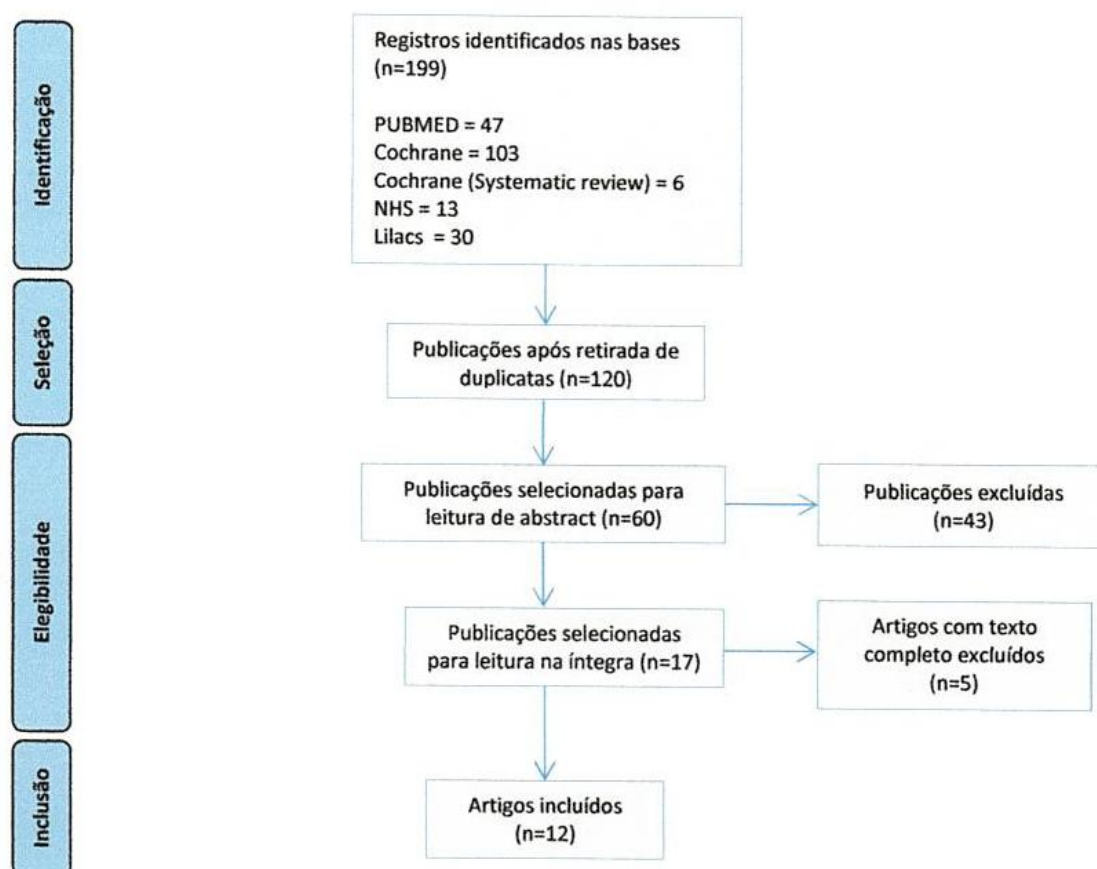 Identificação
Registros identificados nas bases
(n=199)
PUBMED = 47
Cochrane = 103
Cochrane (Systematic review) = 6
NHS = 13
Lilacs = 30
Seleção
Publicações após retirada de
duplicatas (n=120)
Elegibilidade
Publicações selecionadas para
leitura de abstract (n=60)
Publicações excluídas
(n=43)
Publicações selecionadas
para leitura na íntegra (n=17)
Artigos com texto
completo excluídos
(n=5)
Inclusão
Artigos incluídos
(n=12)